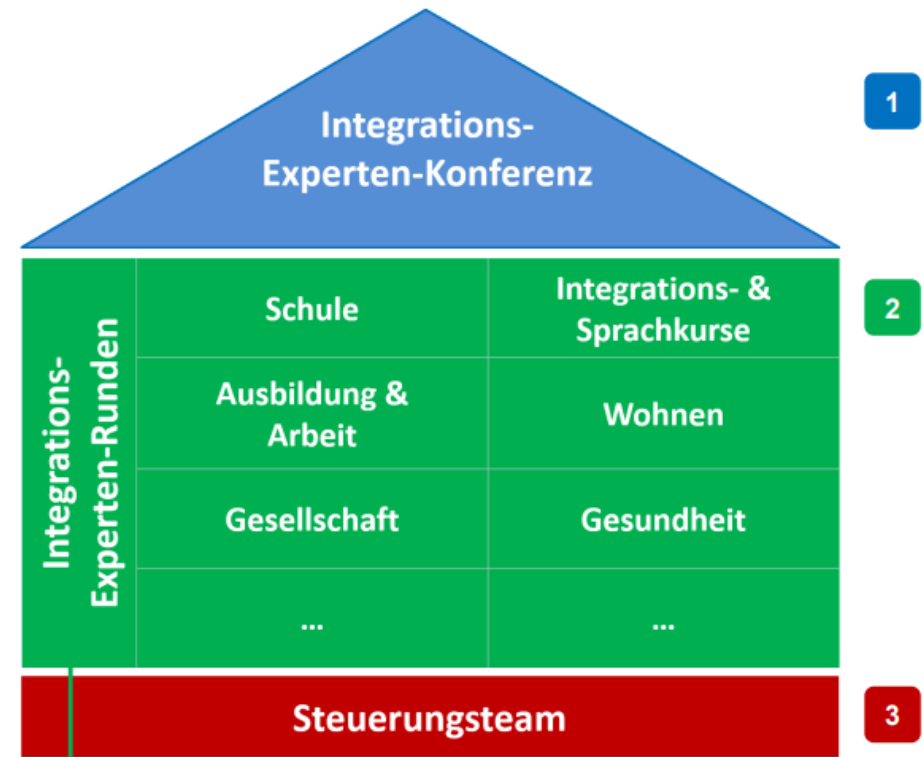 Integrations-
Experten-Konferenz
1
Integrations-
Experten-Runden
Schule
Integrations- &
Sprachkurse
2
Ausbildung &
Arbeit
Wohnen
Gesellschaft
Gesundheit
...
...
Steuerungsteam
3